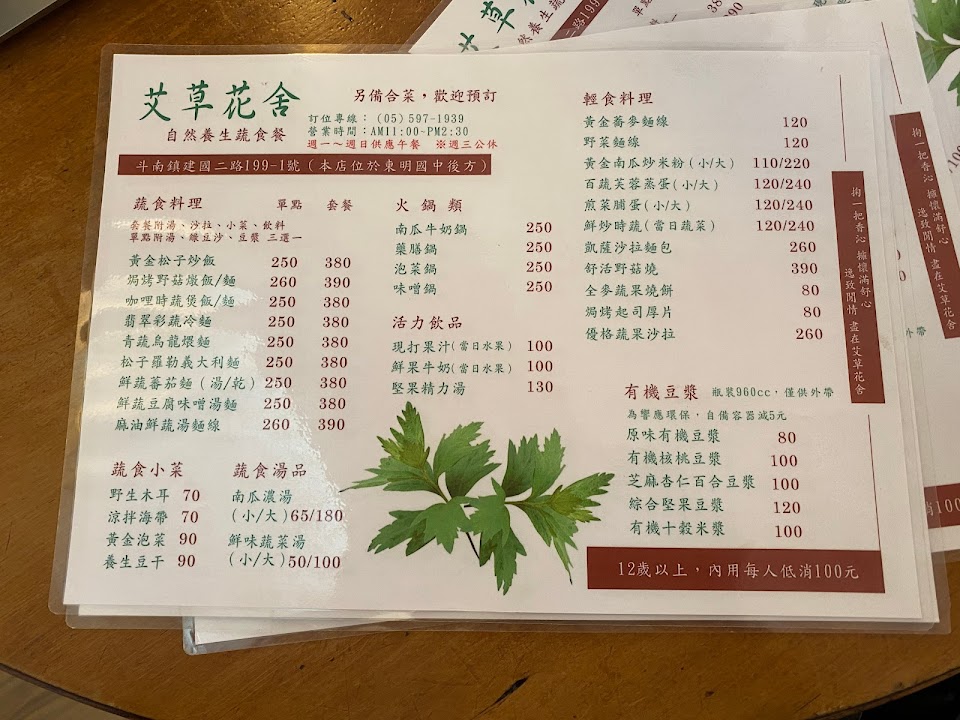 艾草花舍
自然養生蔬食餐
另備合菜，歡迎預訂
訂位專線：(05)597-1939
營業時間：AM11:00~PM2:30
週一～週日供應午餐 ※週三公休
斗南鎮建國二路199-1號(本店位於東明國中後方)
蔬食料理 單點 套餐
套餐附湯、沙拉、小菜、飲料
單點附湯、綠豆沙、豆漿 三選一
黃金松子炒飯 250 380
焗烤野菇燉飯/麵 260 390
咖哩時蔬煲飯/麵 250 380
翡翠彩蔬冷麵 250 380
青蔬烏龍煨麵 250 380
松子羅勒義大利麵 250 380
鮮蔬蕃茄麵(湯/乾) 250 380
鮮蔬豆腐味噌湯麵 250 380
麻油鮮蔬湯麵線 260 390
蔬食小菜
野生木耳 70
涼拌海帶 70
黃金泡菜 90
養生豆干 90
蔬食湯品
南瓜濃湯
(小/大)65/180
鮮味蔬菜湯
(小/大)50/100
火鍋類
南瓜牛奶鍋 250
藥膳鍋 250
泡菜鍋 250
味噌鍋 250
活力飲品
現打果汁(當日水果) 100
鮮果牛奶(當日水果) 100
堅果精力湯 130
輕食料理
黃金蕎麥麵線 120
野菜麵線 120
黃金南瓜炒米粉(小/大) 110/220
百蔬芙蓉蒸蛋(小/大) 120/240
煎菜脯蛋(小/大) 120/240
鮮炒時蔬(當日蔬菜) 120/240
凱薩沙拉麵包 260
舒活野菇燒 390
全麥蔬果燒餅 80
焗烤起司厚片 80
優格蔬果沙拉 260
有機豆漿 瓶裝960cc，僅供外帶
為響應環保，自備容器減5元
原味有機豆漿 80
有機核桃豆漿 100
芝麻杏仁百合豆漿 100
綜合堅果豆漿 120
有機十穀米漿 100
12歲以上，內用每人低消100元
掬一把香沁 擁懷滿舒心
逸致閒情 盡在艾草花舍
掬一把香沁 擁懷滿舒心
逸致閒情 盡在艾草花舍